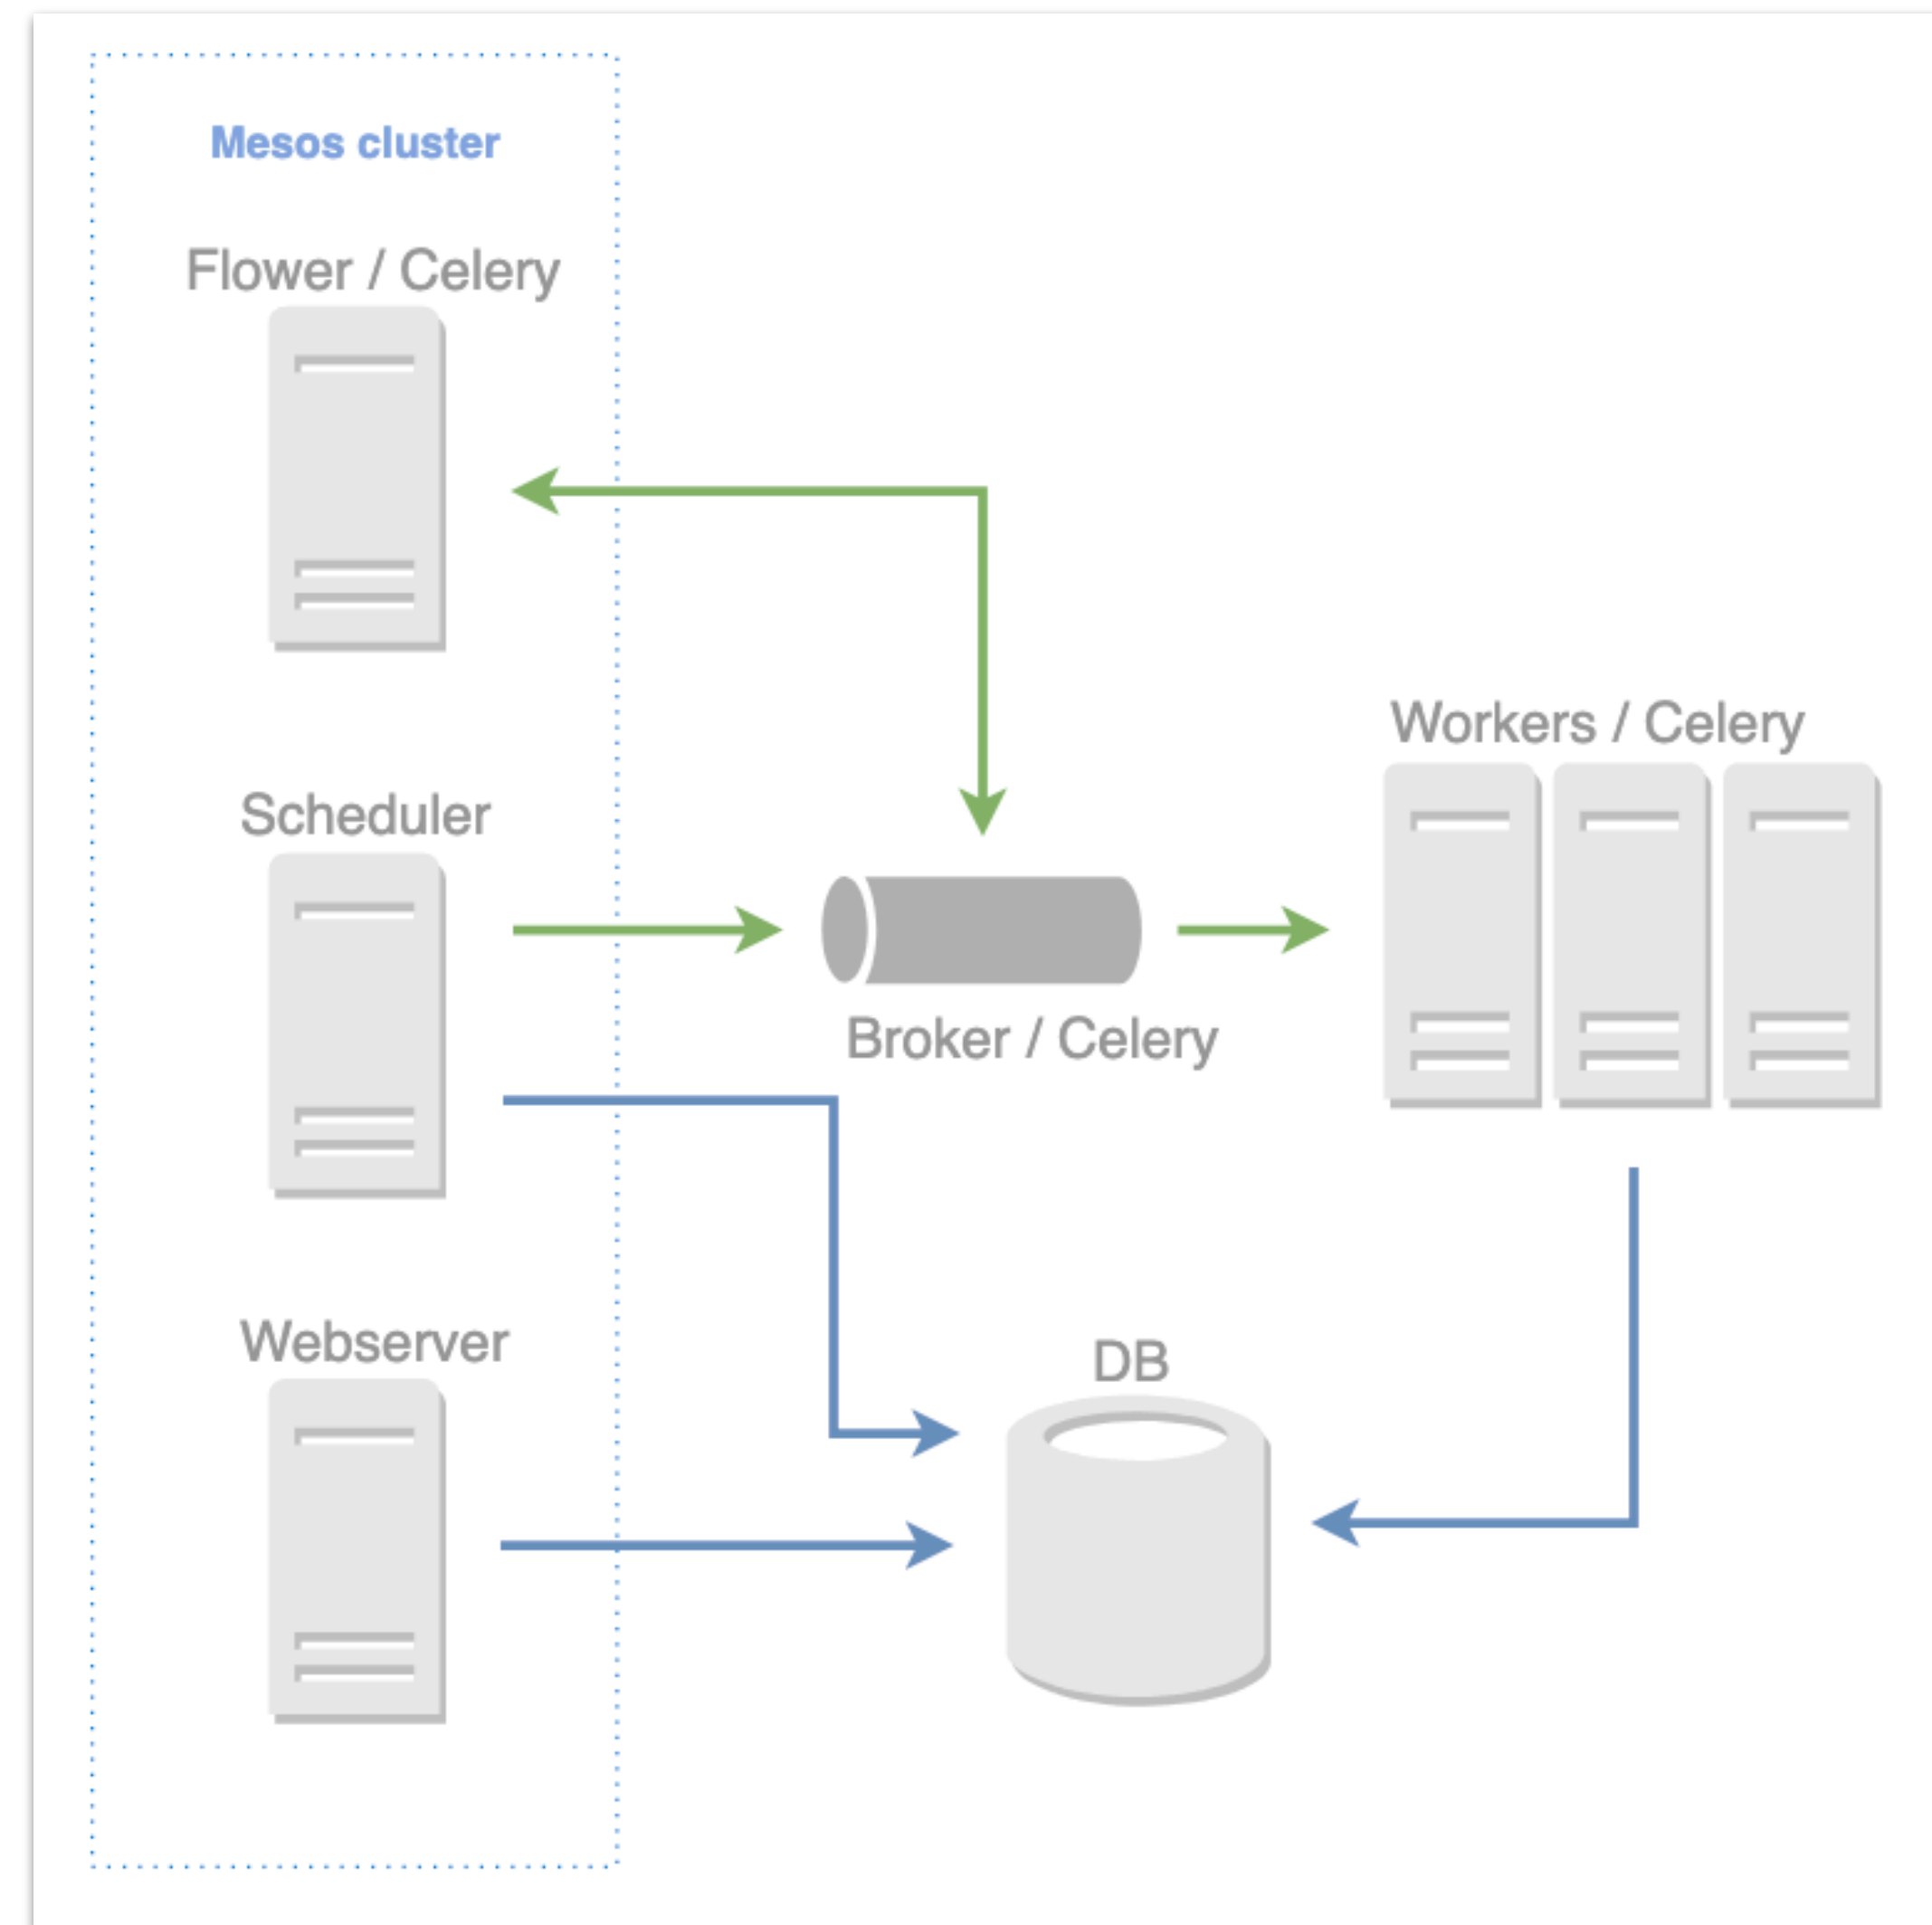 Mesos cluster
Flower / Celery
Workers / Celery
Scheduler
Broker / Celery
Webserver
DB